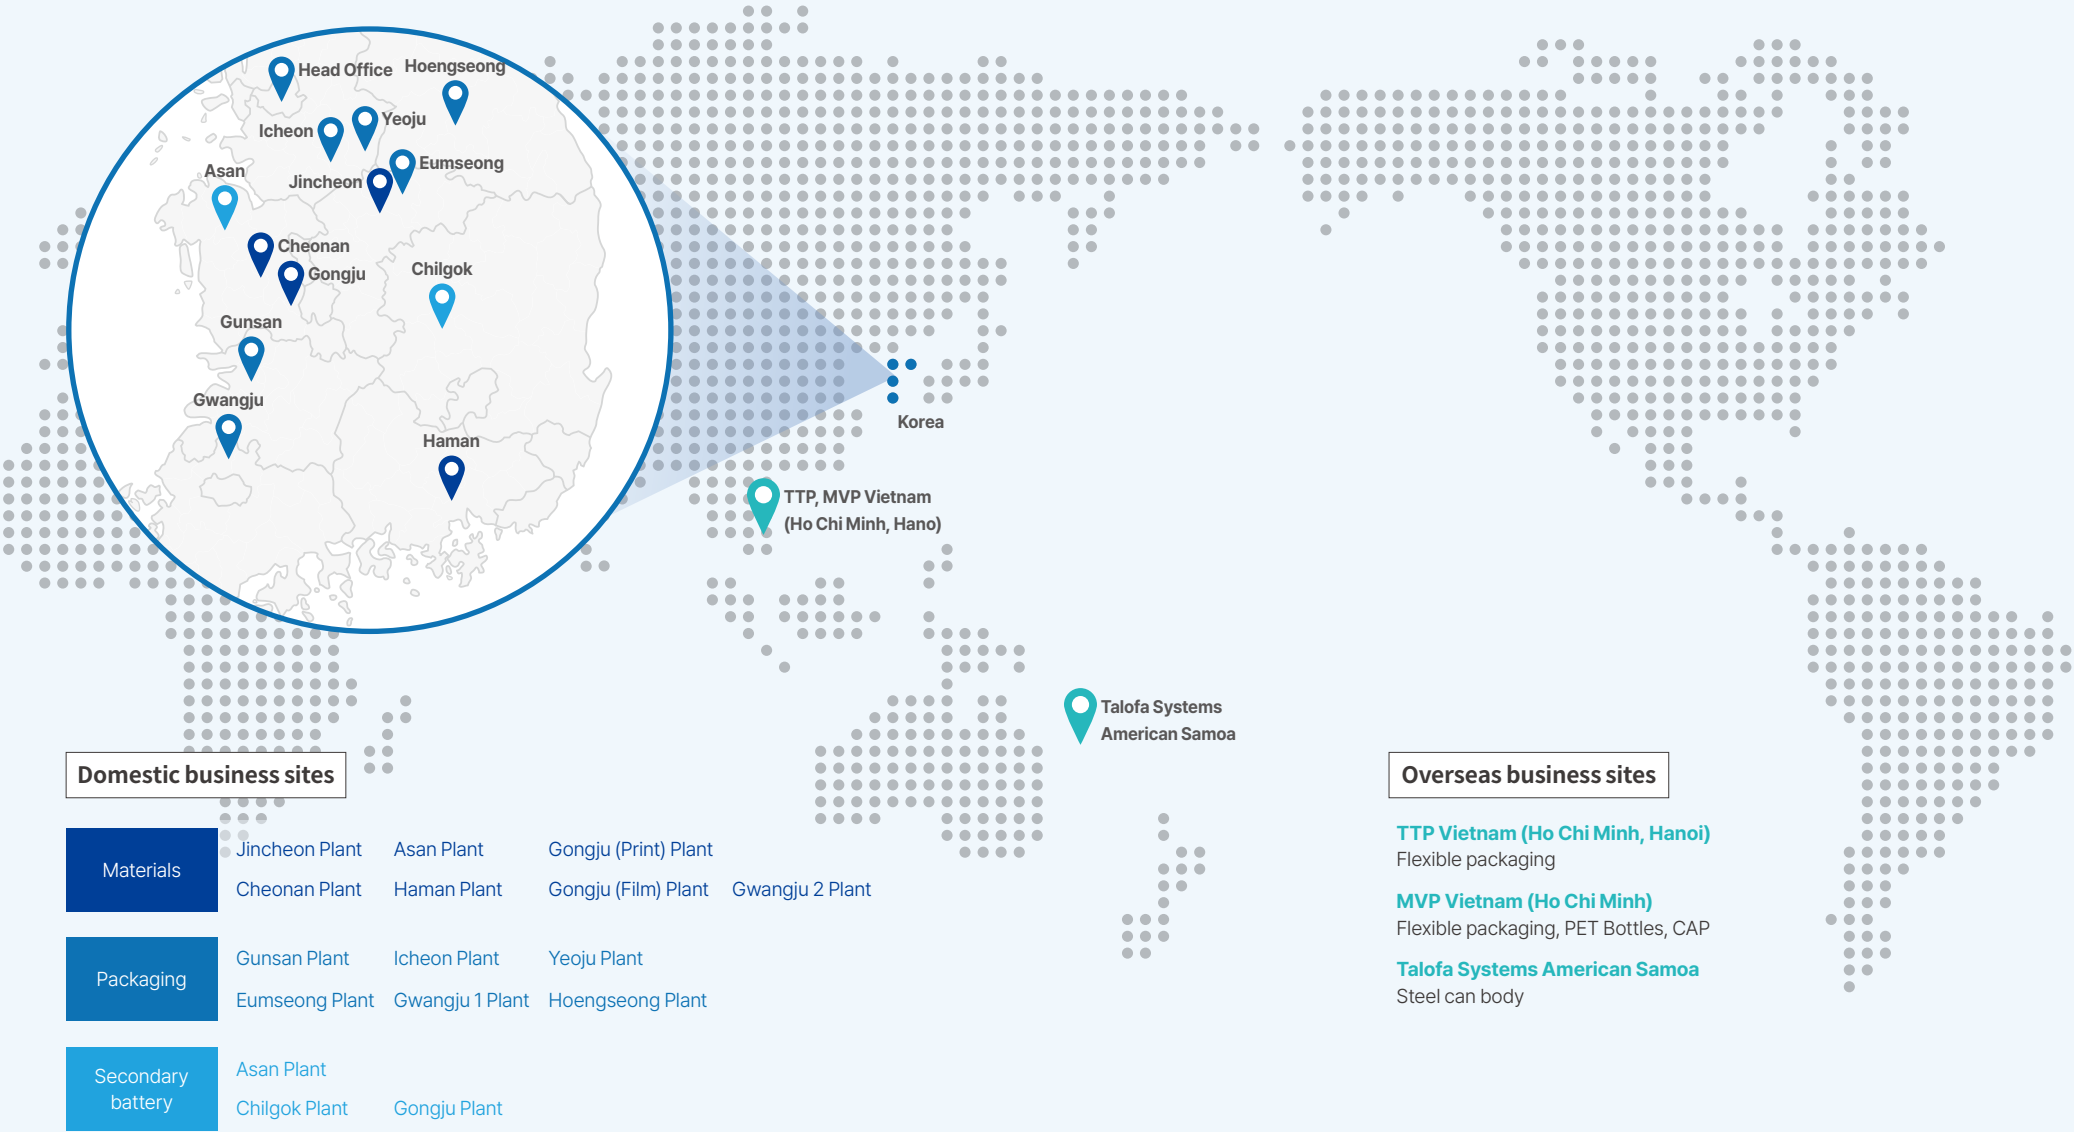 Head Office
Hoengseong
Icheon
Yeoju
Eumseong
Asan
Jincheon
Cheonan
Gongju
Chilgok
Gunsan
Gwangju
Haman
Korea
TTP, MVP Vietnam
(Ho Chi Minh, Hano)
Talofa Systems
American Samoa
Domestic business sites
Materials
Jincheon Plant
Asan Plant
Gongju (Print) Plant
Cheonan Plant
Haman Plant
Gongju (Film) Plant
Gwangju 2 Plant
Packaging
Gunsan Plant
Icheon Plant
Yeoju Plant
Eumseong Plant
Gwangju 1 Plant
Hoengseong Plant
Secondary
battery
Asan Plant
Chilgok Plant
Gongju Plant
Overseas business sites
TTP Vietnam (Ho Chi Minh, Hanoi)
Flexible packaging
MVP Vietnam (Ho Chi Minh)
Flexible packaging, PET Bottles, CAP
Talofa Systems American Samoa
Steel can body